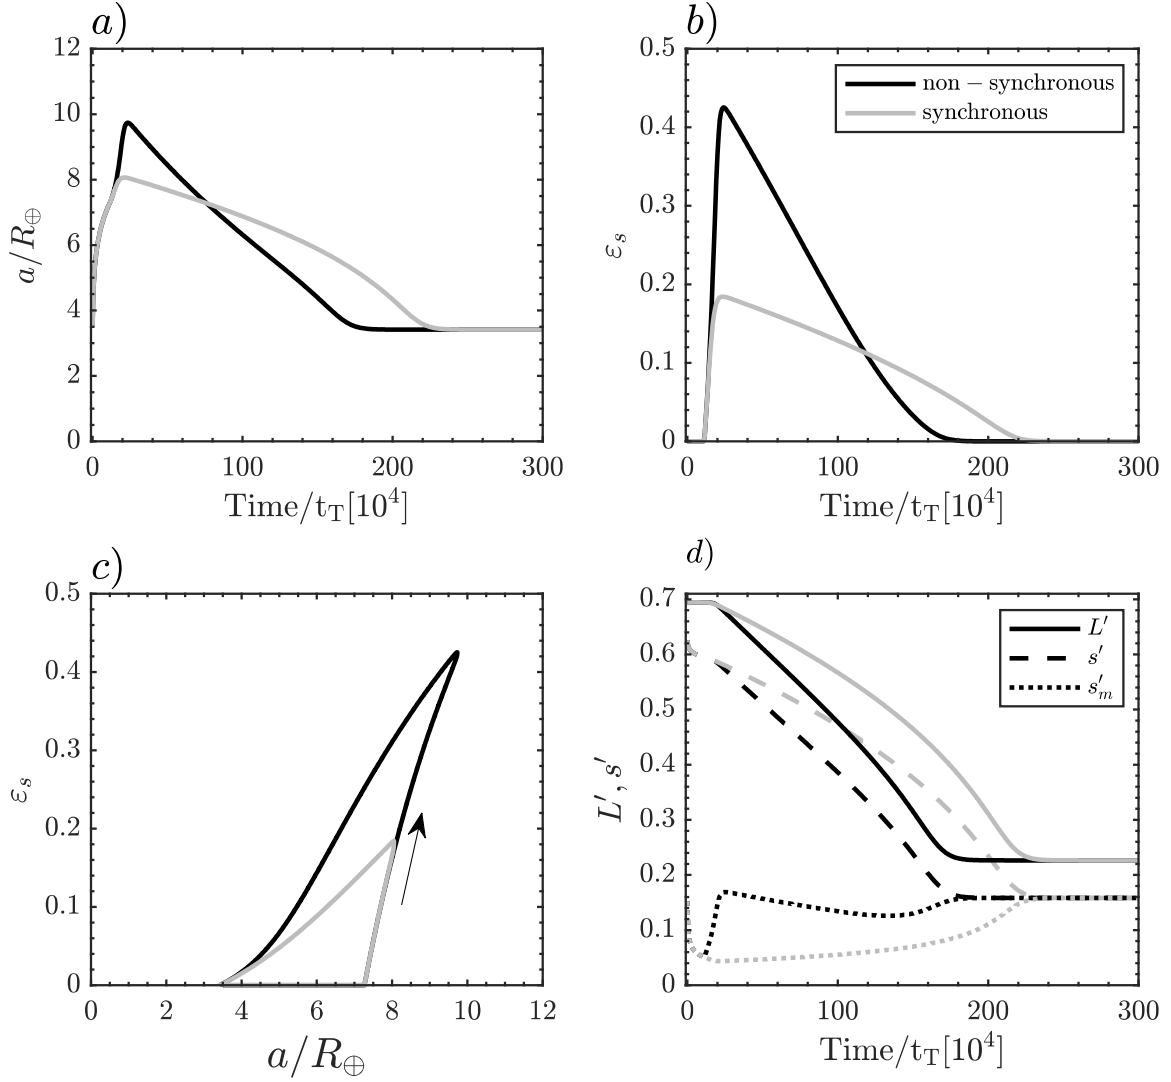 a)
12
10
8
6
4
2
0
a/R⊕
0 100 200 300
Time/t_T[10^4]
b)
0.5
0.4
0.3
0.2
0.1
0
ε_s
non − synchronous
synchronous
0 100 200 300
Time/t_T[10^4]
c)
0.5
0.4
0.3
0.2
0.1
0
ε_s
0 2 4 6 8 10 12
a/R⊕
d)
0.7
0.6
0.5
0.4
0.3
0.2
0.1
0
L′, s′
L′
s′
s′_m
0 100 200 300
Time/t_T[10^4]